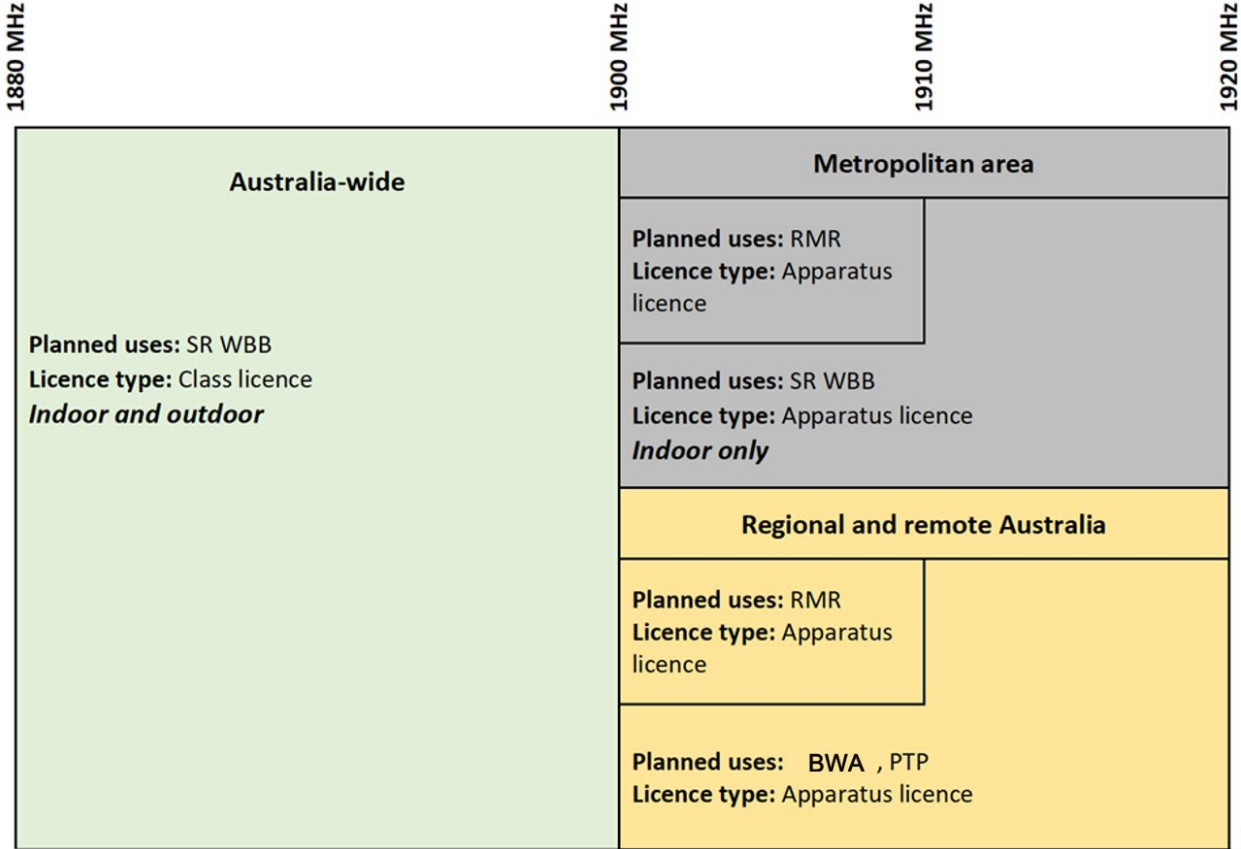 1880 MHz
1900 MHz
1910 MHz
1920 MHz
Australia-wide
Planned uses: SR WBB
Licence type: Class licence
Indoor and outdoor
Metropolitan area
Planned uses: RMR
Licence type: Apparatus
licence
Planned uses: SR WBB
Licence type: Apparatus licence
Indoor only
Regional and remote Australia
Planned uses: RMR
Licence type: Apparatus
licence
Planned uses: BWA , PTP
Licence type: Apparatus licence